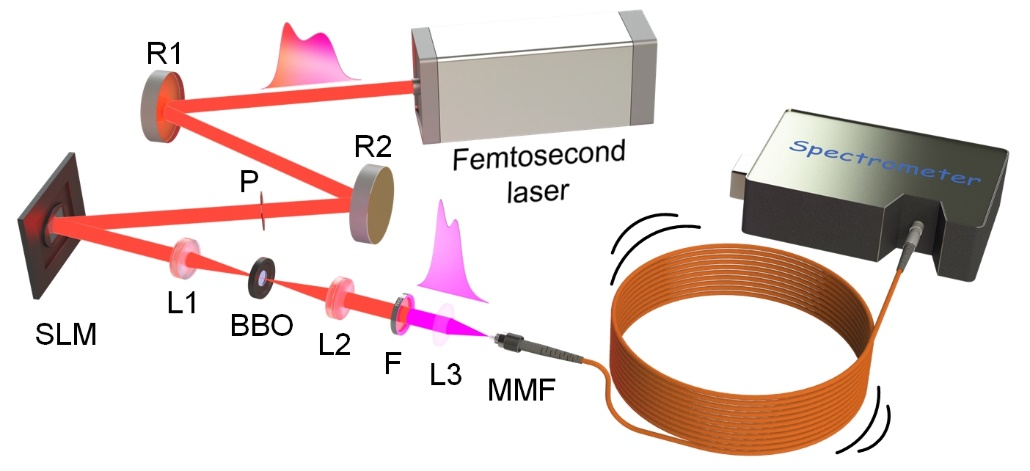 R1
Femtosecond
laser
R2
P
Spectrometer
SLM
L1
BBO
L2
F
L3
MMF